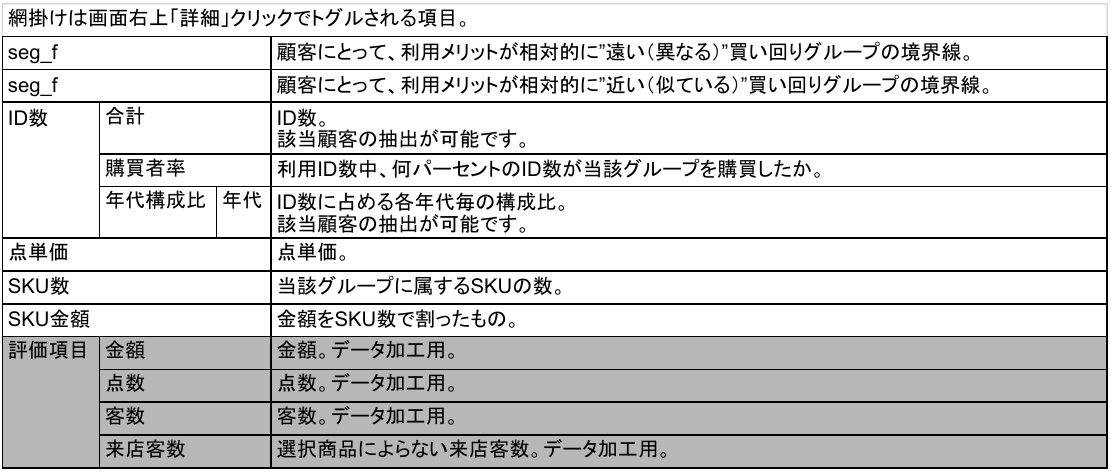 網掛けは画面右上「詳細」クリックでトグルされる項目。
seg_f 顧客にとって、利用メリットが相対的に”遠い（異なる）”買い回りグループの境界線。
seg_f 顧客にとって、利用メリットが相対的に”近い（似ている）”買い回りグループの境界線。
ID数 合計 ID数。
該当顧客の抽出が可能です。
購買者率 利用ID数中、何パーセントのID数が当該グループを購買したか。
年代構成比 年代 ID数に占める各年代毎の構成比。
該当顧客の抽出が可能です。
点単価 点単価。
SKU数 当該グループに属するSKUの数。
SKU金額 金額をSKU数で割ったもの。
評価項目 金額 金額。データ加工用。
点数 点数。データ加工用。
客数 客数。データ加工用。
来店客数 選択商品によらない来店客数。データ加工用。